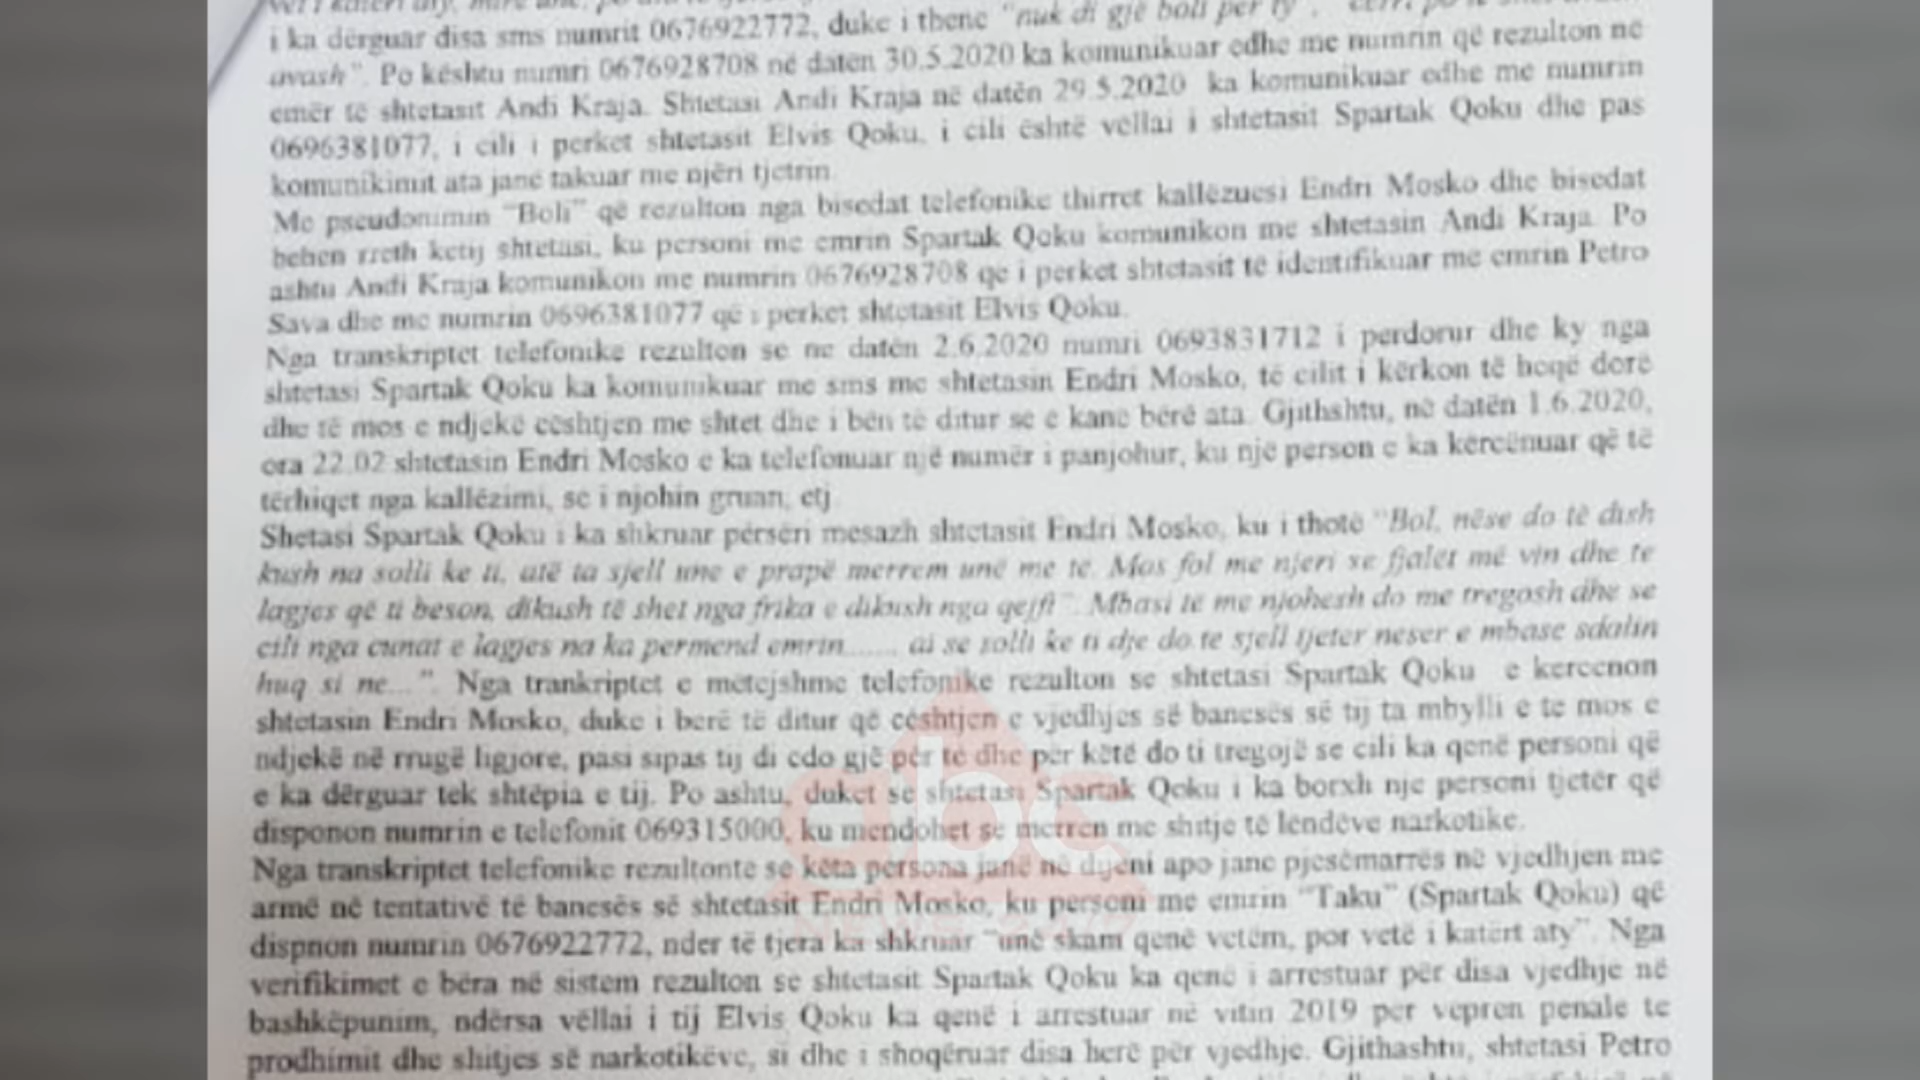 i ka dërguar disa sms numrit 0676922772, duke i thënë "nuk di gjë boli për ty".
avash". Po kështu numri 0676928708 në datën 30.5.2020 ka komunikuar edhe me numrin që rezulton në
emër të shtetasit Andi Kraja. Shtetasi Andi Kraja në datën 29.5.2020 ka komunikuar edhe me numrin
0696381077, i cili i perket shtetasit Elvis Qoku, i cili është vëllai i shtetasit Spartak Qoku dhe pas
komunikimit ata janë takuar me njëri tjetrin.
Me pseudonimin "Boli" që rezulton nga bisedat telefonike thirret kallëzuesi Endri Mosko dhe bisedat
behen rreth ketij shtetasi, ku personi me emrin Spartak Qoku komunikon me shtetasin Andi Kraja. Po
ashtu Andi Kraja komunikon me numrin 0676928708 qe i perket shtetasit të identifikuar me emrin Petro
Sava dhe me numrin 0696381077 që i perket shtetasit Elvis Qoku.
Nga transkriptet telefonike rezulton se ne datën 2.6.2020 numri 0693831712 i perdorur dhe ky nga
shtetasi Spartak Qoku ka komunikuar me sms me shtetasin Endri Mosko, të cilit i kërkon të heqë dorë
dhe të mos e ndjekë cështjen me shtet dhe i bën të ditur se e kanë bërë ata. Gjithshtu, në datën 1.6.2020,
ora 22.02 shtetasin Endri Mosko e ka telefonuar një numër i panjohur, ku një person e ka kërcënuar që të
tërhiqet nga kallëzimi, se i njohin gruan, etj.
Shetasi Spartak Qoku i ka shkruar përsëri mesazh shtetasit Endri Mosko, ku i thotë "Bol, nëse do të dish
kush na solli ke ti, atë ta sjell une e prapë merrem unë me të. Mos fol me njeri se fjalet më vin dhe te
lagjes që ti beson, dikush të shet nga frika e dikush nga qejfi". Mbasi të me njohesh do me tregosh dhe se
cili nga cunat e lagjes na ka permend emrin....... ai se solli ke ti dje do te sjell tjeter neser e mbase sdalin
huq si ne...". Nga trankriptet e mëtejshme telefonike rezulton se shtetasi Spartak Qoku e kercenon
shtetasin Endri Mosko, duke i berë të ditur që cështjen e vjedhjes së banesës së tij ta mbylli e te mos e
ndjekë në rrugë ligjore, pasi sipas tij di cdo gjë për të dhe për këtë do ti tregojë se cili ka qenë personi që
e ka dërguar tek shtëpia e tij. Po ashtu, duket se shtetasi Spartak Qoku i ka borxh nje personi tjetër që
disponon numrin e telefonit 069315000, ku mendohet se merren me shitje të lëndëve narkotike.
Nga transkriptet telefonike rezultonte se këta persona janë në dijeni apo janë pjesëmarrës në vjedhjen me
armë në tentativë të banesës së shtetasit Endri Mosko, ku personi me emrin "Taku" (Spartak Qoku) që
dispnon numrin 0676922772, nder të tjera ka shkruar "unë skam qenë vetëm, por vetë i katërt aty". Nga
verifikimet e bëra në sistem rezulton se shtetasit Spartak Qoku ka qenë i arrestuar për disa vjedhje në
bashkëpunim, ndërsa vëllai i tij Elvis Qoku ka qenë i arrestuar në vitin 2019 për vepren penale te
prodhimit dhe shitjes së narkotikëve, si dhe i shoqëruar disa herë për vjedhje. Gjithashtu, shtetasi Petro
abc